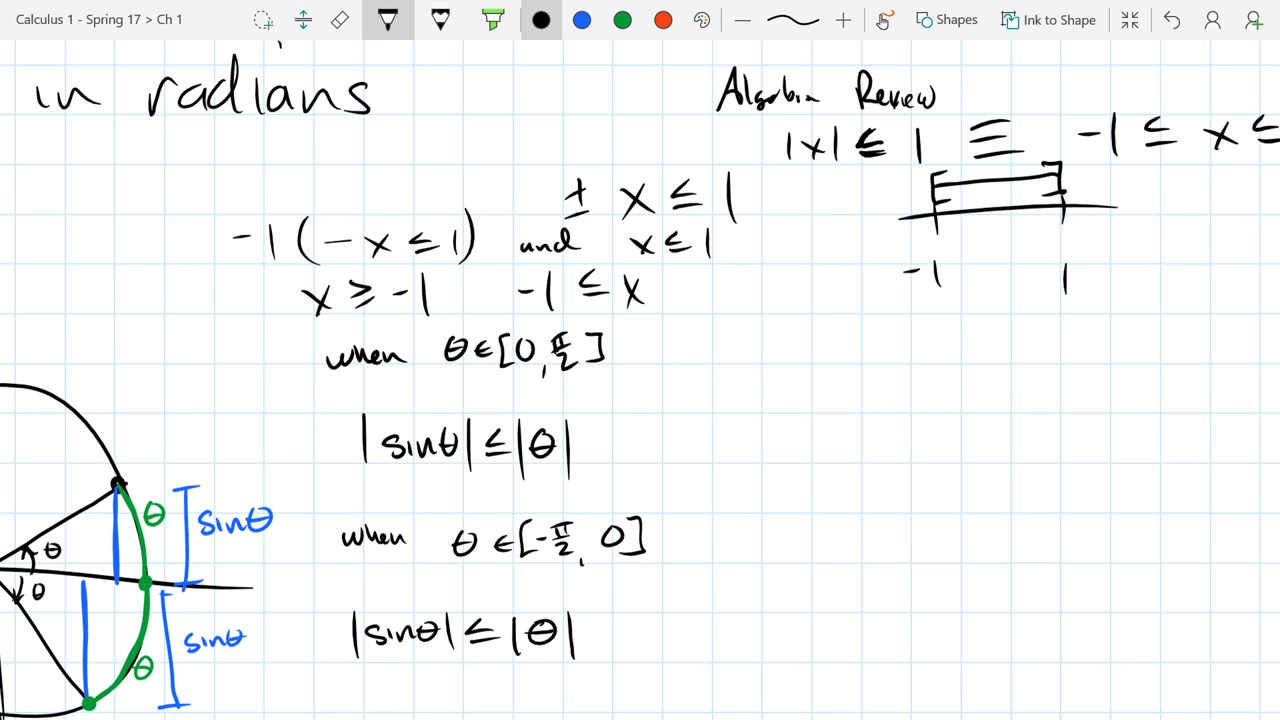 Calculus 1 - Spring 17 > Ch 1
Shapes
Ink to Shape
in radians
Algebra Review
|x| ≤ 1 ≡ -1 ≤ x ≤
± x ≤ 1
-1 (-x ≤ 1) and x ≤ 1
x ≥ -1 -1 ≤ x
-1 1
when θ ∈ [0, π/2]
|sinθ| ≤ |θ|
when θ ∈ [-π/2, 0]
|sinθ| ≤ |θ|
θ
sinθ
θ
θ
sinθ
θ